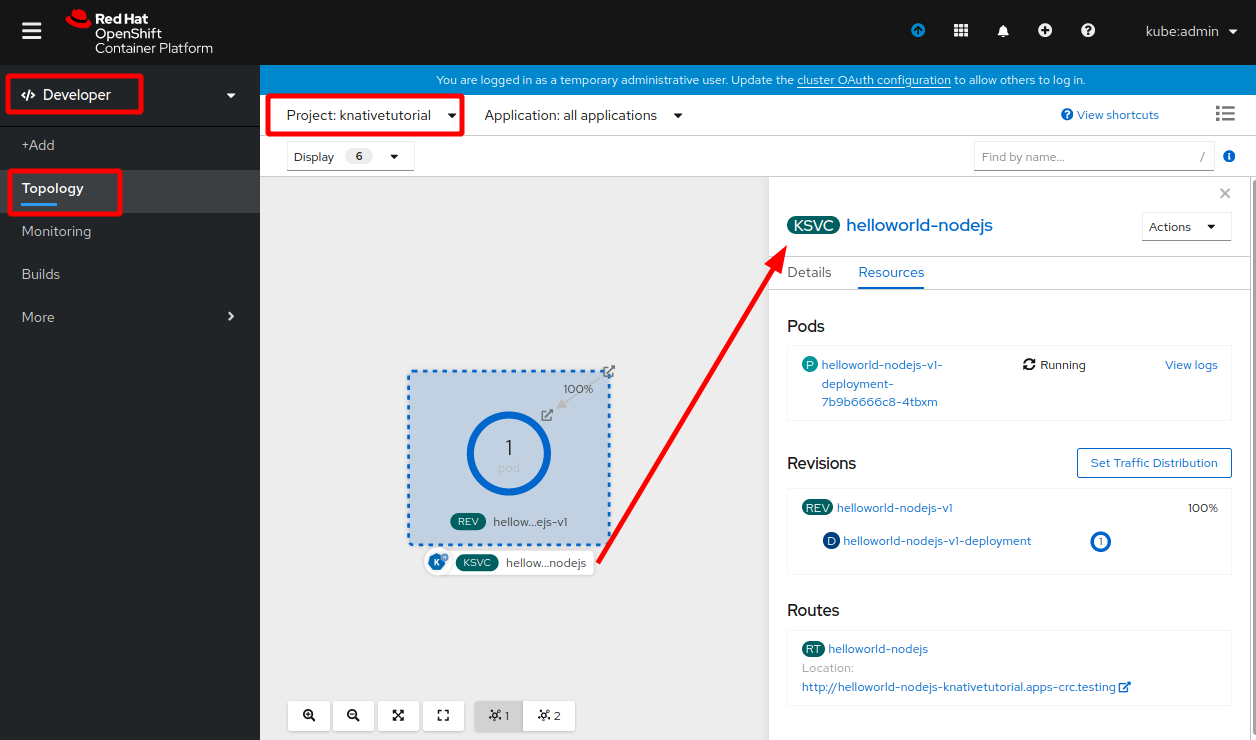 Red Hat
OpenShift
Container Platform
kube:admin
Developer
You are logged in as a temporary administrative user. Update the cluster OAuth configuration to allow others to log in.
Project: knativetutorial
Application: all applications
View shortcuts
+Add
Topology
Monitoring
Builds
More
Display 6
Find by name...
/
KSVC helloworld-nodejs
Actions
Details
Resources
Pods
P helloworld-nodejs-v1-
deployment-
7b9b6666c8-4tbxm
Running
View logs
100%
1
pod
REV hellow...ejs-v1
K
KSVC hellow...nodejs
Revisions
Set Traffic Distribution
REV helloworld-nodejs-v1
100%
D helloworld-nodejs-v1-deployment
1
Routes
RT helloworld-nodejs
Location:
http://helloworld-nodejs-knativetutorial.apps-crc.testing
1
2